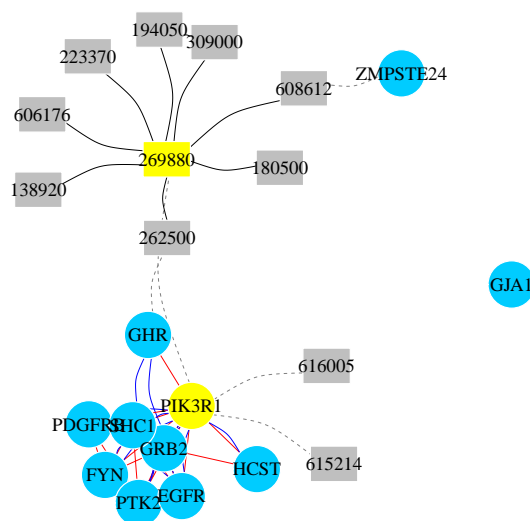 194050
309000
223370
ZMPSTE24
608612
606176
269880
180500
138920
262500
GJA1
GHR
616005
PIK3R1
PDGFRB
SHC1
GRB2
615214
HCST
FYN
EGFR
PTK2